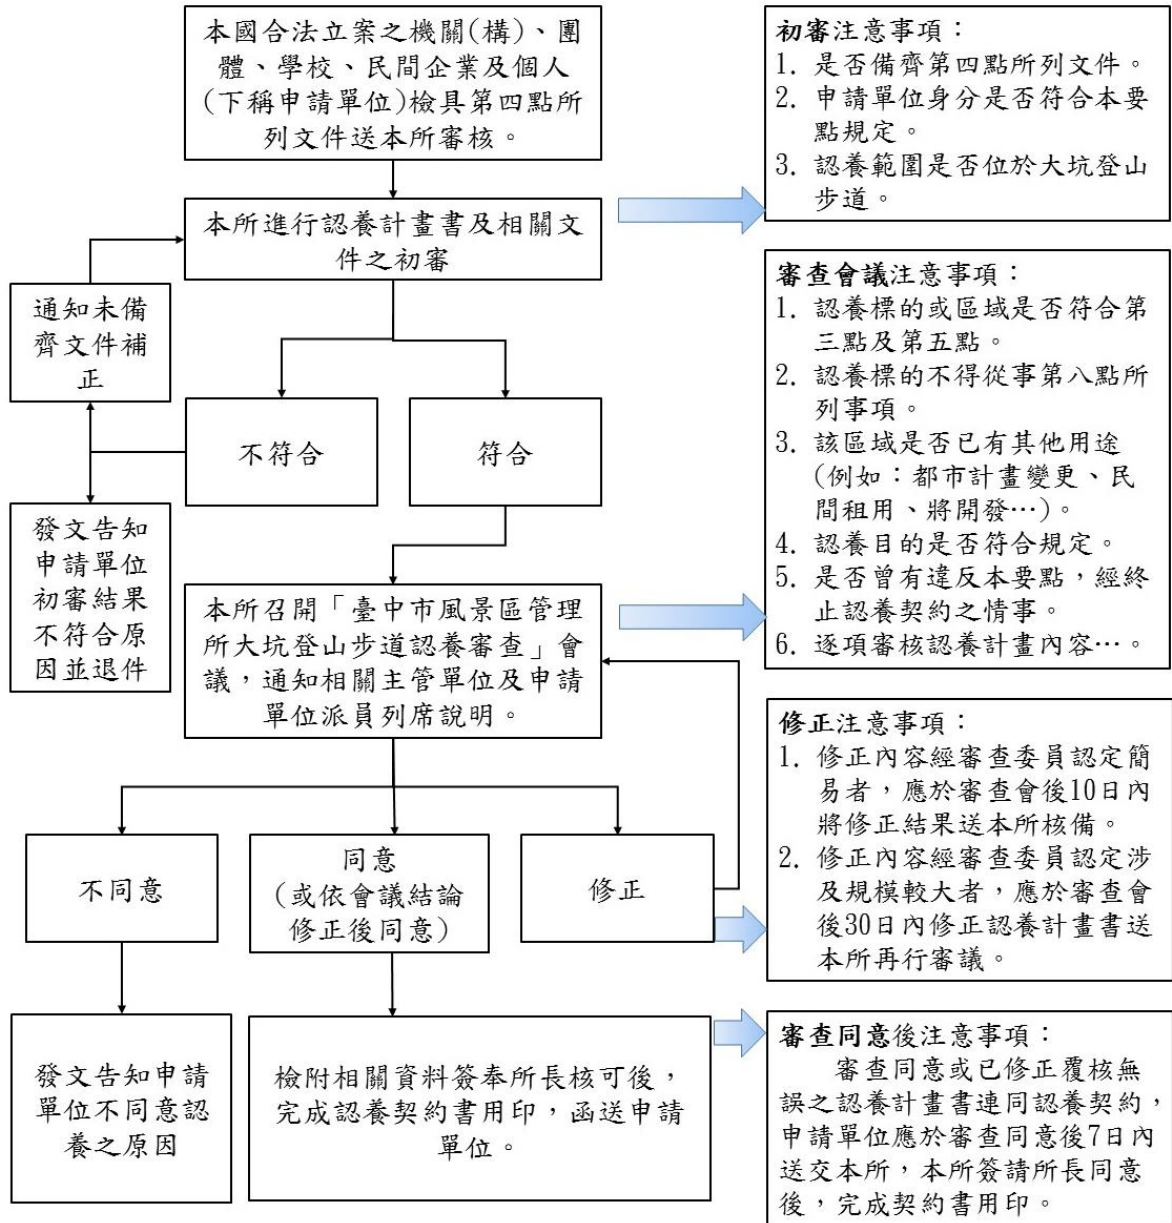 本國合法立案之機關(構)、團
體、學校、民間企業及個人
(下稱申請單位)檢具第四點所
列文件送本所審核。
本所進行認養計畫書及相關文
件之初審
通知未備
齊文件補
正
不符合
符合
發文告知
申請單位
初審結果
不符合原
因並退件
本所召開「臺中市風景區管理
所大坑登山步道認養審查」會
議，通知相關主管單位及申請
單位派員列席說明。
不同意
同意
(或依會議結論
修正後同意)
修正
發文告知申請
單位不同意認
養之原因
檢附相關資料簽奉所長核可後，
完成認養契約書用印，函送申請
單位。
初審注意事項：
1. 是否備齊第四點所列文件。
2. 申請單位身分是否符合本要
點規定。
3. 認養範圍是否位於大坑登山
步道。
審查會議注意事項：
1. 認養標的或區域是否符合第
三點及第五點。
2. 認養標的不得從事第八點所
列事項。
3. 該區域是否已有其他用途
(例如：都市計畫變更、民
間租用、將開發…)。
4. 認養目的是否符合規定。
5. 是否曾有違反本要點，經終
止認養契約之情事。
6. 逐項審核認養計畫內容…。
修正注意事項：
1. 修正內容經審查委員認定簡
易者，應於審查會後10日內
將修正結果送本所核備。
2. 修正內容經審查委員認定涉
及規模較大者，應於審查會
後30日內修正認養計畫書送
本所再行審議。
審查同意後注意事項：
審查同意或已修正覆核無
誤之認養計畫書連同認養契約，
申請單位應於審查同意後7日內
送交本所，本所簽請所長同意
後，完成契約書用印。